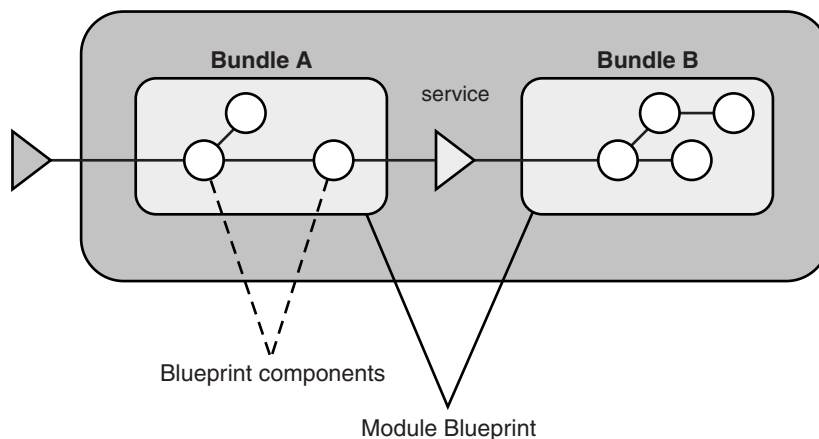 Bundle A
Bundle B
service
Blueprint components
Module Blueprint